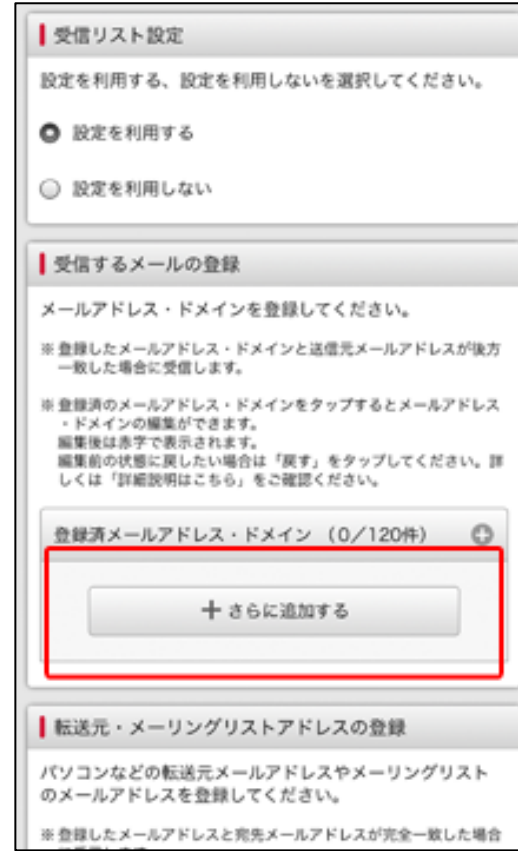 受信リスト設定
設定を利用する、設定を利用しないを選択してください。
設定を利用する
設定を利用しない
受信するメールの登録
メールアドレス・ドメインを登録してください。
※登録したメールアドレス・ドメインと送信元メールアドレスが後方
一致した場合に受信します。
※登録済のメールアドレス・ドメインをタップするとメールアドレス
・ドメインの編集ができます。
編集後は赤字で表示されます。
編集前の状態に戻したい場合は「戻す」をタップしてください。詳
しくは「詳細説明はこちら」をご確認ください。
登録済メールアドレス・ドメイン （0／120件）
＋さらに追加する
転送元・メーリングリストアドレスの登録
パソコンなどの転送元メールアドレスやメーリングリスト
のメールアドレスを登録してください。
※登録したメールアドレスと宛先メールアドレスが完全一致した場合